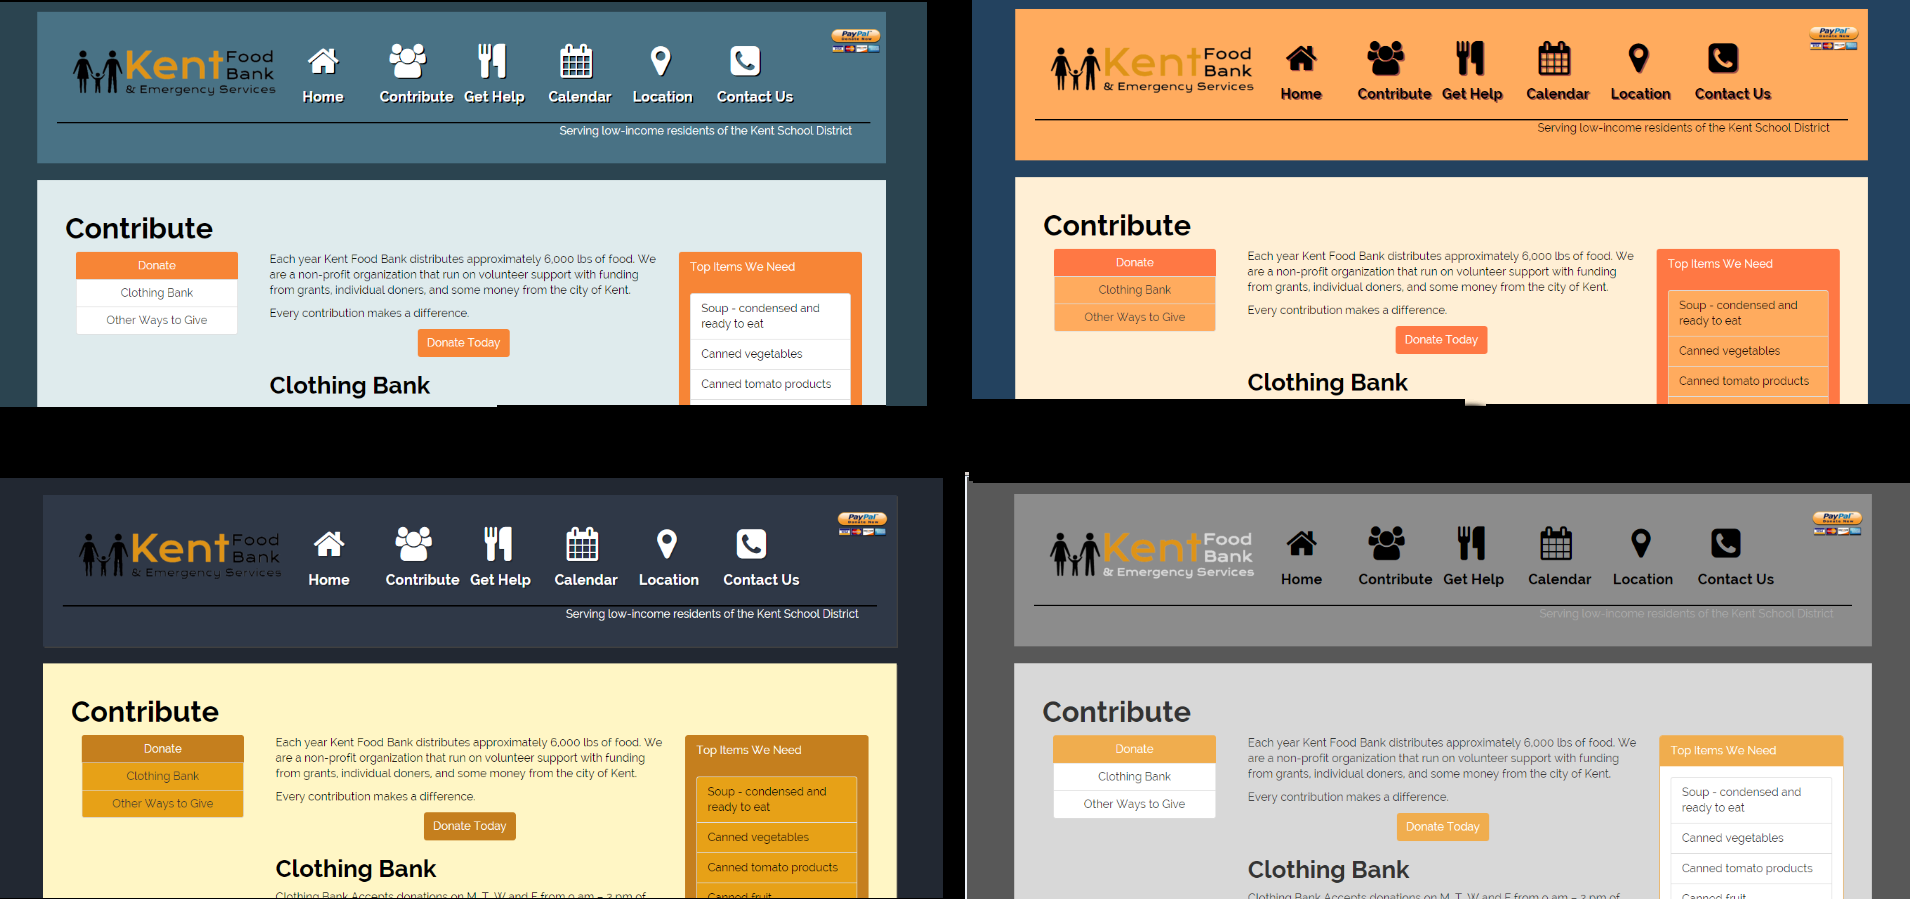 Kent Food
Bank
& Emergency Services
Home Contribute Get Help Calendar Location Contact Us
PayPal
Donate Now
Serving low-income residents of the Kent School District
Contribute
Donate
Clothing Bank
Other Ways to Give
Each year Kent Food Bank distributes approximately 6,000 lbs of food. We
are a non-profit organization that run on volunteer support with funding
from grants, individual doners, and some money from the city of Kent.
Every contribution makes a difference.
Donate Today
Clothing Bank
Top Items We Need
Soup - condensed and
ready to eat
Canned vegetables
Canned tomato products
Kent Food
Bank
& Emergency Services
Home Contribute Get Help Calendar Location Contact Us
PayPal
Donate Now
Serving low-income residents of the Kent School District
Contribute
Donate
Clothing Bank
Other Ways to Give
Each year Kent Food Bank distributes approximately 6,000 lbs of food. We
are a non-profit organization that run on volunteer support with funding
from grants, individual doners, and some money from the city of Kent.
Every contribution makes a difference.
Donate Today
Clothing Bank
Top Items We Need
Soup - condensed and
ready to eat
Canned vegetables
Canned tomato products
Kent Food
Bank
& Emergency Services
Home Contribute Get Help Calendar Location Contact Us
PayPal
Donate Now
Serving low-income residents of the Kent School District
Contribute
Donate
Clothing Bank
Other Ways to Give
Each year Kent Food Bank distributes approximately 6,000 lbs of food. We
are a non-profit organization that run on volunteer support with funding
from grants, individual doners, and some money from the city of Kent.
Every contribution makes a difference.
Donate Today
Clothing Bank
Clothing Bank Accepts donations on M, T, W and F from 9 am - 2 pm of
Top Items We Need
Soup - condensed and
ready to eat
Canned vegetables
Canned tomato products
Canned fruit
Kent Food
Bank
& Emergency Services
Home Contribute Get Help Calendar Location Contact Us
PayPal
Donate Now
Serving low-income residents of the Kent School District
Contribute
Donate
Clothing Bank
Other Ways to Give
Each year Kent Food Bank distributes approximately 6,000 lbs of food. We
are a non-profit organization that run on volunteer support with funding
from grants, individual doners, and some money from the city of Kent.
Every contribution makes a difference.
Donate Today
Clothing Bank
Clothing Bank Accepts donations on M, T, W and F from 9 am - 2 pm of
Top Items We Need
Soup - condensed and
ready to eat
Canned vegetables
Canned tomato products
Canned fruit